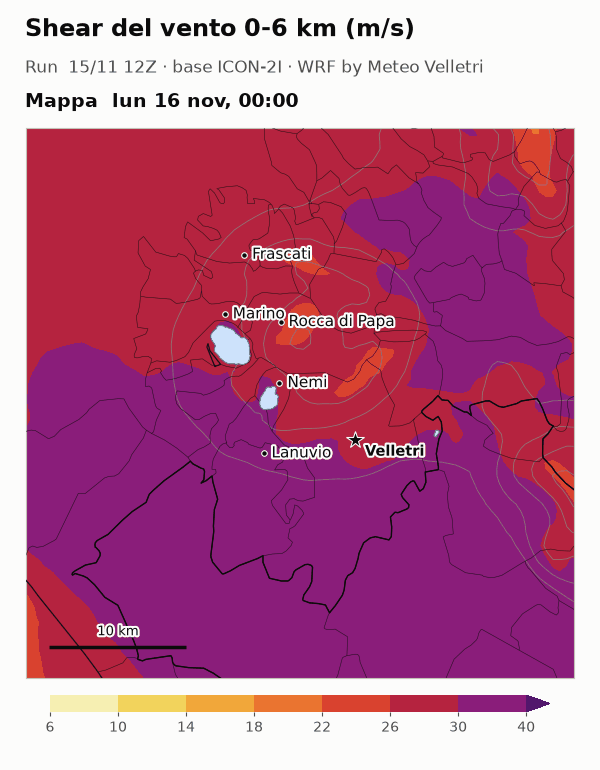 Shear del vento 0-6 km (m/s)
Run  15/11 12Z · base ICON-2I · WRF by Meteo Velletri
Mappa  lun 16 nov, 00:00
Frascati
Marino
Rocca di Papa
Nemi
Lanuvio
Velletri
10 km
6 10 14 18 22 26 30 40